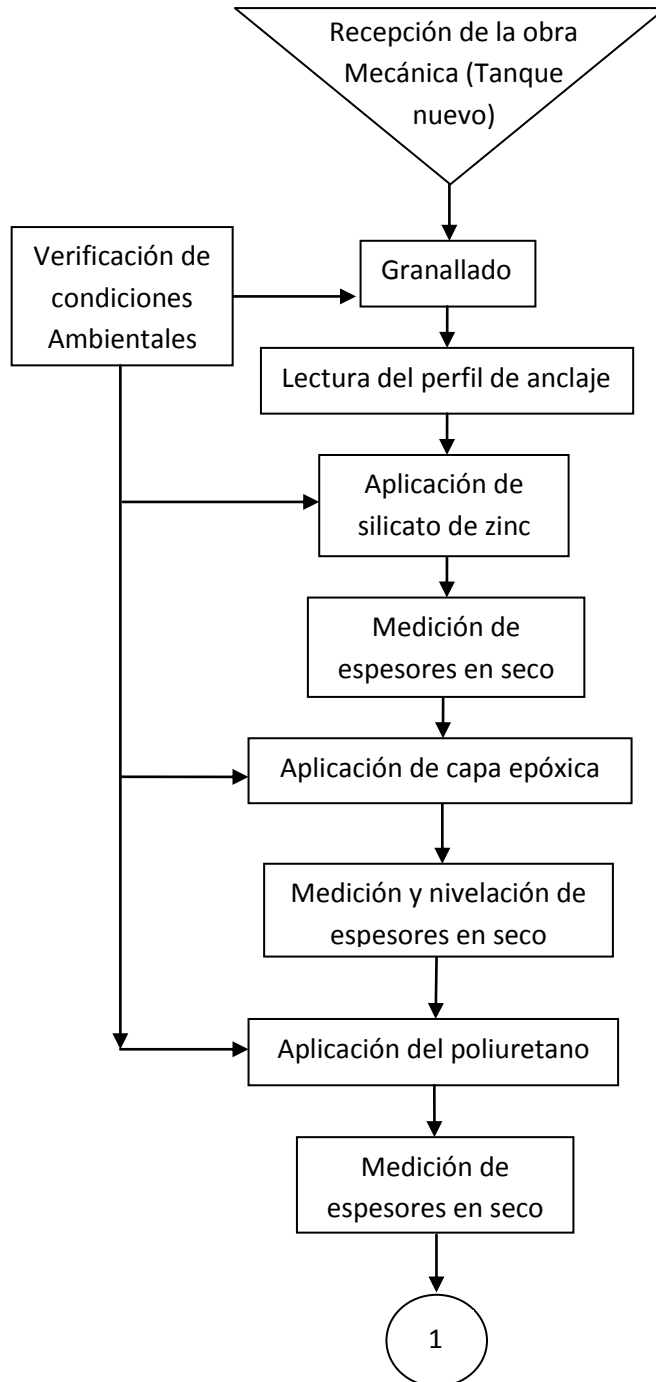 Recepción de la obra
Mecánica (Tanque
nuevo)
Verificación de
condiciones
Ambientales
Granallado
Lectura del perfil de anclaje
Aplicación de
silicato de zinc
Medición de
espesores en seco
Aplicación de capa epóxica
Medición y nivelación de
espesores en seco
Aplicación del poliuretano
Medición de
espesores en seco
1